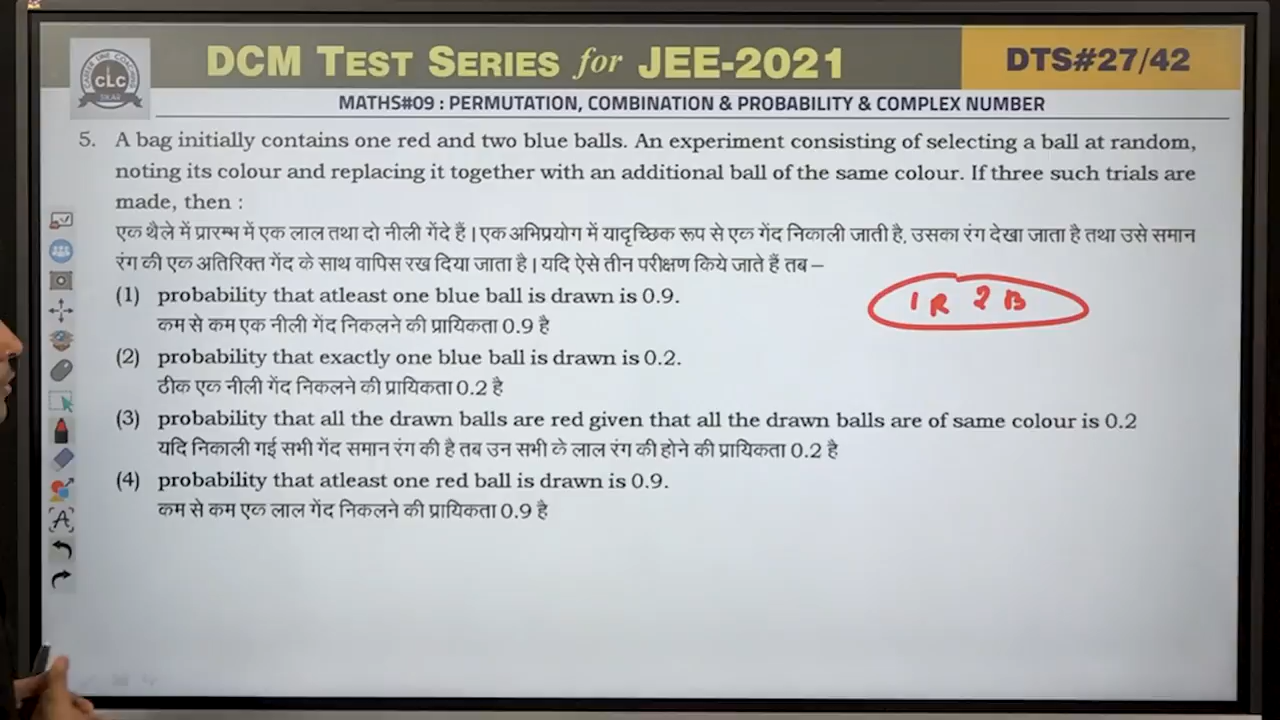 DCM TEST SERIES for JEE-2021
DTS#27/42
CLC
MATHS#09 : PERMUTATION, COMBINATION & PROBABILITY & COMPLEX NUMBER
5. A bag initially contains one red and two blue balls. An experiment consisting of selecting a ball at random,
noting its colour and replacing it together with an additional ball of the same colour. If three such trials are
made, then :
एक थैले में प्रारम्भ में एक लाल तथा दो नीली गेंदे हैं। एक अभिप्रयोग में यादृच्छिक रूप से एक गेंद निकाली जाती है, उसका रंग देखा जाता है तथा उसे समान
रंग की एक अतिरिक्त गेंद के साथ वापिस रख दिया जाता है। यदि ऐसे तीन परीक्षण किये जाते हैं तब –
(1) probability that atleast one blue ball is drawn is 0.9.
1R 2B
कम से कम एक नीली गेंद निकलने की प्रायिकता 0.9 है
(2) probability that exactly one blue ball is drawn is 0.2.
ठीक एक नीली गेंद निकलने की प्रायिकता 0.2 है
(3) probability that all the drawn balls are red given that all the drawn balls are of same colour is 0.2
यदि निकाली गई सभी गेंद समान रंग की है तब उन सभी के लाल रंग की होने की प्रायिकता 0.2 है
(4) probability that atleast one red ball is drawn is 0.9.
कम से कम एक लाल गेंद निकलने की प्रायिकता 0.9 है